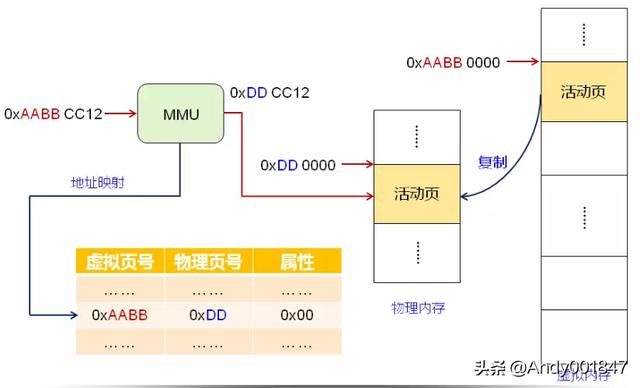 0xAABB 0000
活动页
0xDD CC12
0xAABB CC12
MMU
0xDD 0000
复制
活动页
地址映射
虚拟页号 物理页号 属性
…… …… ……
0xAABB 0xDD 0x00
…… …… ……
物理内存
虚拟内存
头条 @Andy001847